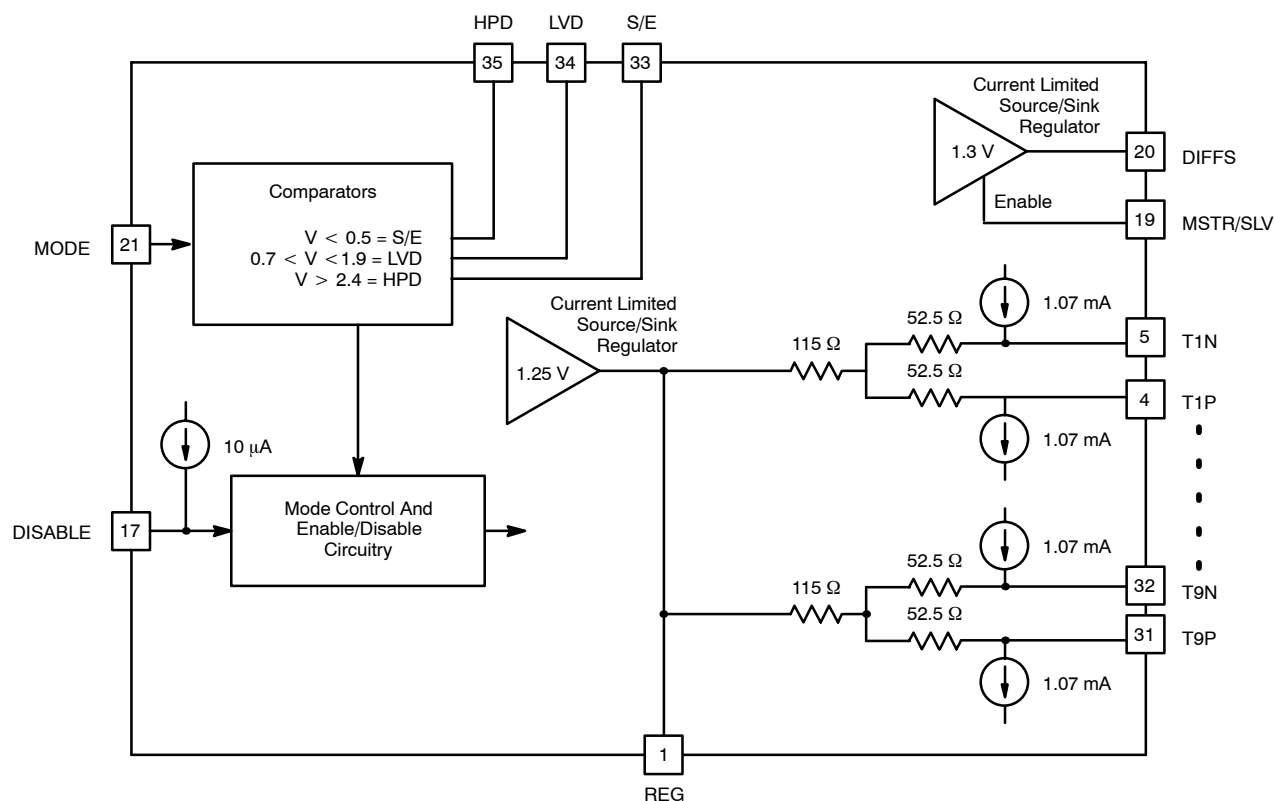 HPD
LVD
S/E
35
34
33
Current Limited
Source/Sink
Regulator
1.3 V
20
DIFFS
Enable
19
MSTR/SLV
Comparators
V < 0.5 = S/E
0.7 < V <1.9 = LVD
V > 2.4 = HPD
MODE
21
Current Limited
Source/Sink
Regulator
1.25 V
115 Ω
52.5 Ω
1.07 mA
5
T1N
52.5 Ω
4
T1P
1.07 mA
10 μA
DISABLE
17
Mode Control And
Enable/Disable
Circuitry
115 Ω
52.5 Ω
1.07 mA
32
T9N
52.5 Ω
31
T9P
1.07 mA
1
REG